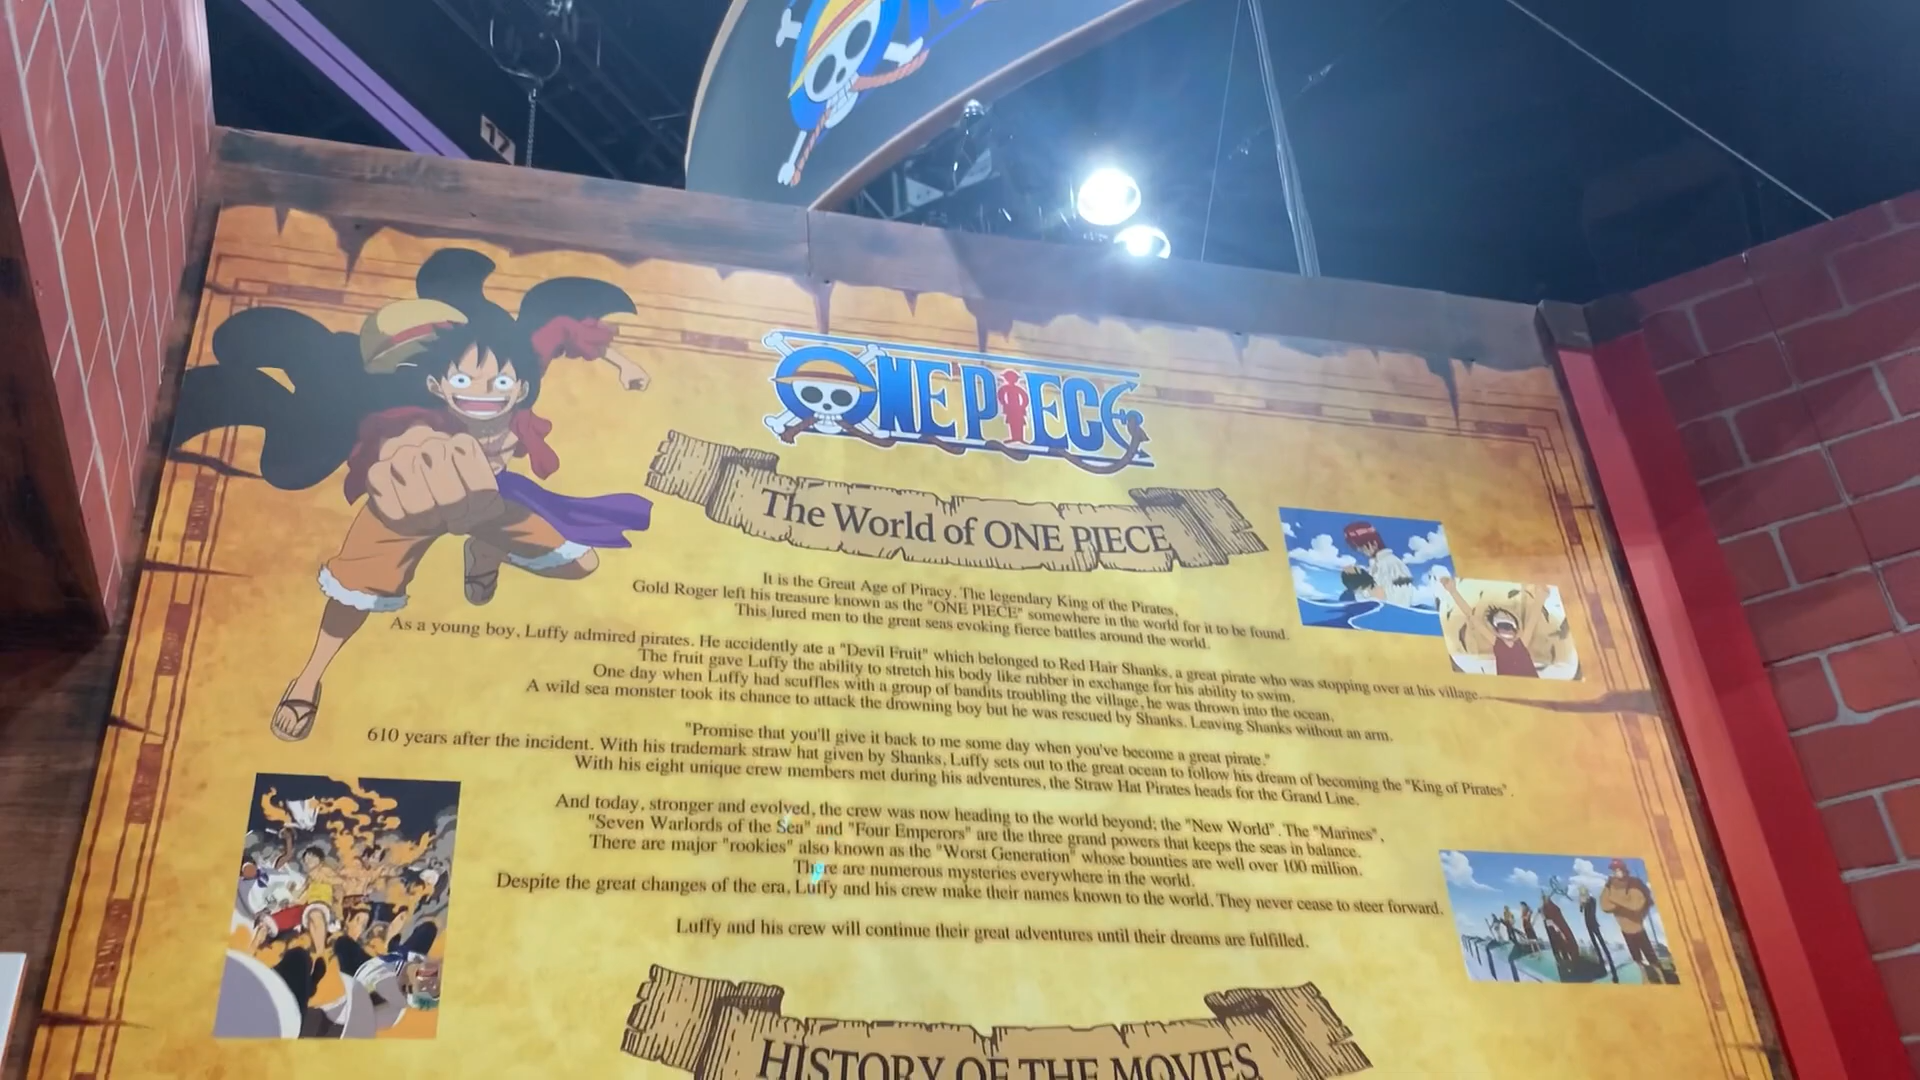 17
ONE PIECE
The World of ONE PIECE
It is the Great Age of Piracy. The legendary King of the Pirates,
Gold Roger left his treasure known as the "ONE PIECE" somewhere in the world for it to be found.
This lured men to the great seas evoking fierce battles around the world.
As a young boy, Luffy admired pirates. He accidently ate a "Devil Fruit" which belonged to Red Hair Shanks, a great pirate who was stopping over at his village.
The fruit gave Luffy the ability to stretch his body like rubber in exchange for his ability to swim.
One day when Luffy had scuffles with a group of bandits troubling the village, he was thrown into the ocean.
A wild sea monster took its chance to attack the drowning boy but he was rescued by Shanks. Leaving Shanks without an arm.
"Promise that you'll give it back to me some day when you've become a great pirate."
610 years after the incident. With his trademark straw hat given by Shanks, Luffy sets out to the great ocean to follow his dream of becoming the "King of Pirates".
With his eight unique crew members met during his adventures, the Straw Hat Pirates heads for the Grand Line.
And today, stronger and evolved, the crew was now heading to the world beyond; the "New World". The "Marines",
"Seven Warlords of the Sea" and "Four Emperors" are the three grand powers that keeps the seas in balance.
There are major "rookies" also known as the "Worst Generation" whose bounties are well over 100 million.
There are numerous mysteries everywhere in the world.
Despite the great changes of the era, Luffy and his crew make their names known to the world. They never cease to steer forward.
Luffy and his crew will continue their great adventures until their dreams are fulfilled.
HISTORY OF THE MOVIES